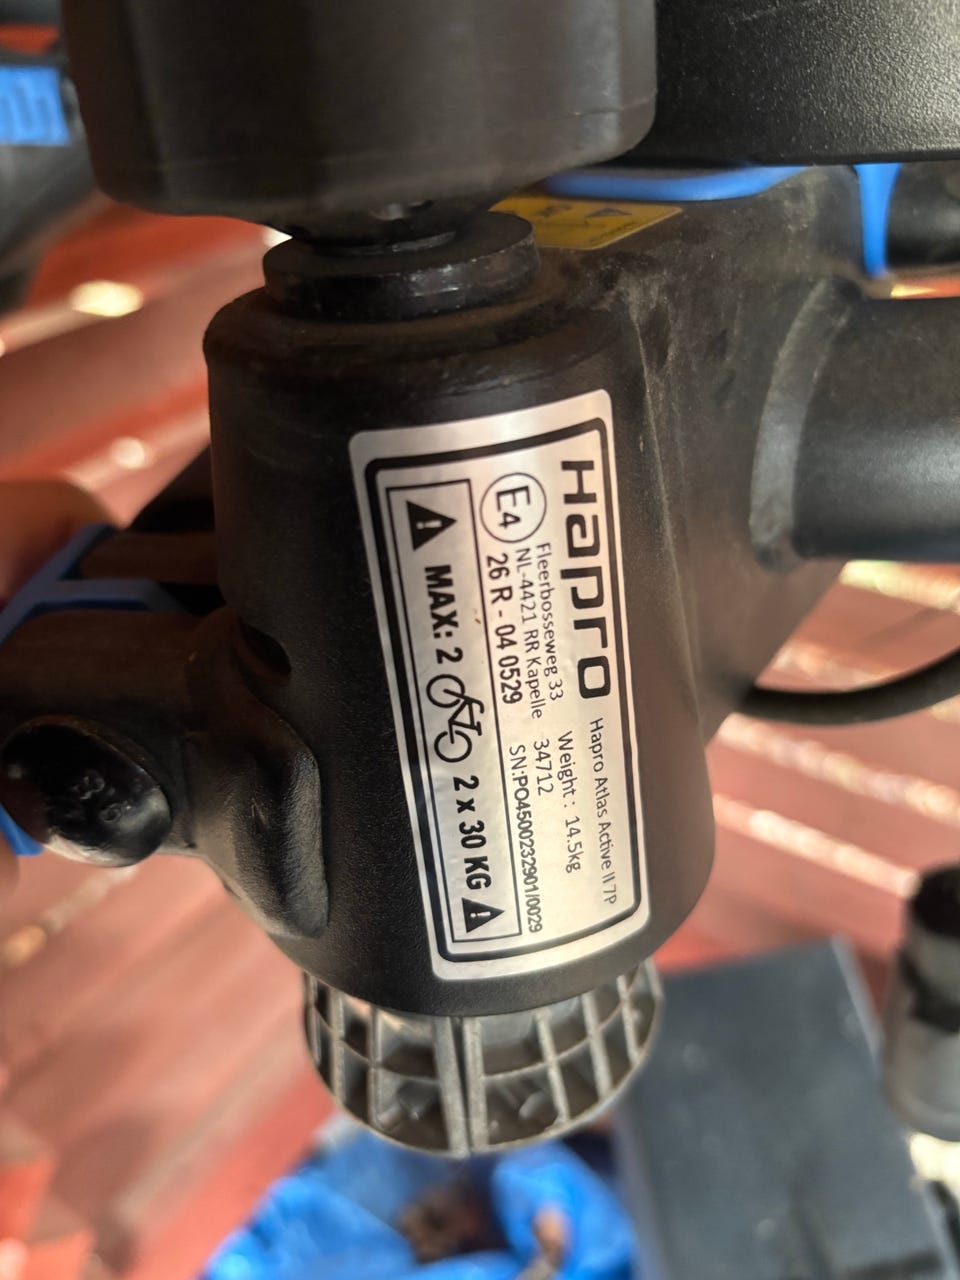 Hapro Hapro Atlas Active II 7P
Fleerbosseweg 33 Weight : 14.5kg
NL-4421 RR Kapelle 34712
E4 26 R - 04 0529 SN:PO4500232901/0029
MAX: 2 2 x 30 KG